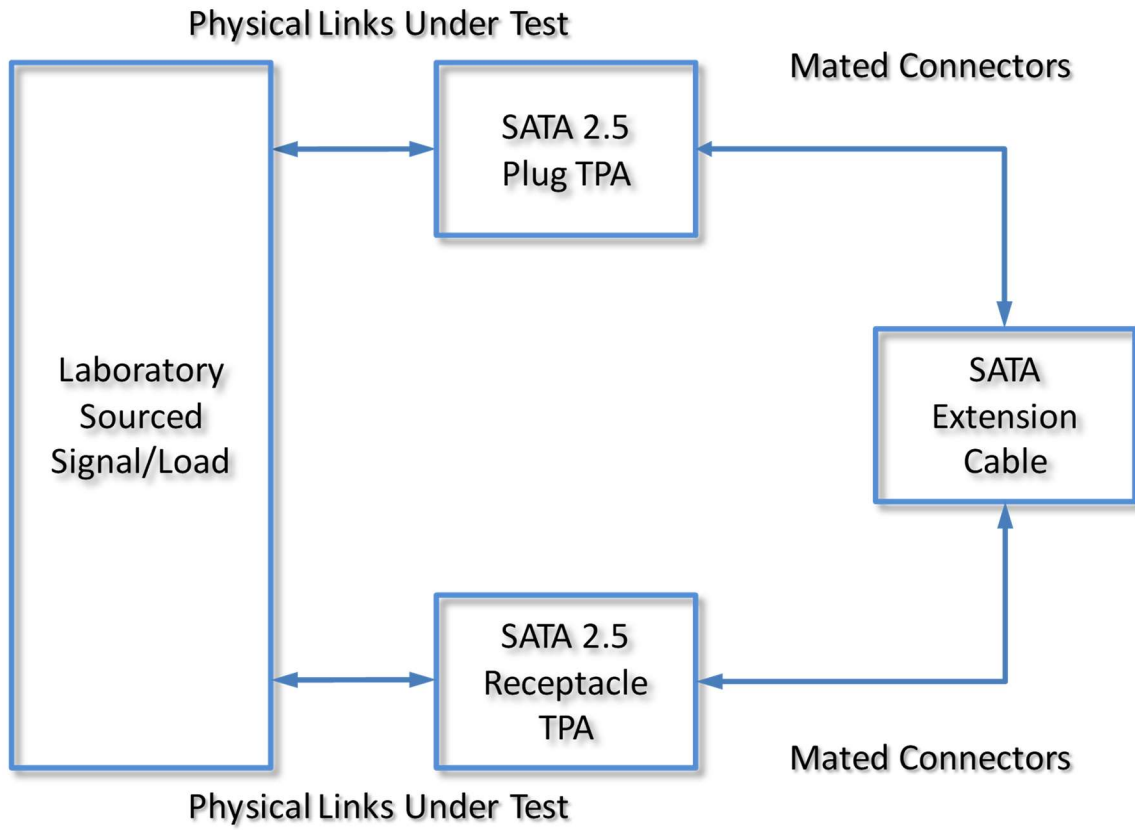 Physical Links Under Test
Mated Connectors
SATA 2.5
Plug TPA
Laboratory
Sourced
Signal/Load
SATA
Extension
Cable
SATA 2.5
Receptacle
TPA
Mated Connectors
Physical Links Under Test